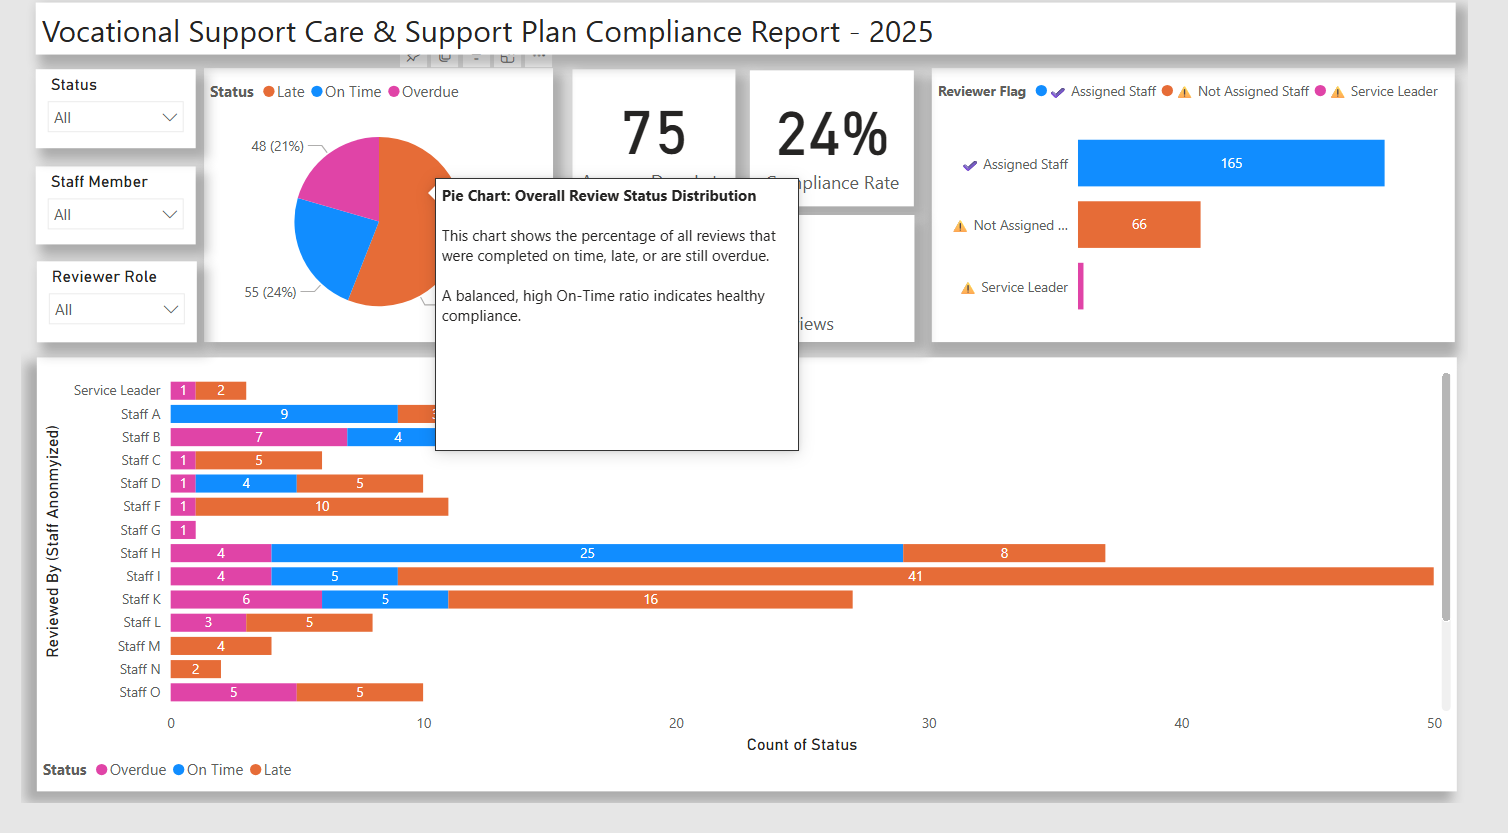 Vocational Support Care & Support Plan Compliance Report - 2025
Status
All
Staff Member
All
Reviewer Role
All
Status Late On Time Overdue
48 (21%)
55 (24%)
75
24%
Compliance Rate
Pie Chart: Overall Review Status Distribution
This chart shows the percentage of all reviews that
were completed on time, late, or are still overdue.
A balanced, high On-Time ratio indicates healthy
compliance.
iews
Reviewer Flag Assigned Staff Not Assigned Staff Service Leader
Assigned Staff 165
Not Assigned ... 66
Service Leader
Reviewed By (Staff Anonmyized)
Service Leader 1 2
Staff A 9
Staff B 7 4
Staff C 1 5
Staff D 1 4 5
Staff F 1 10
Staff G 1
Staff H 4 25 8
Staff I 4 5 41
Staff K 6 5 16
Staff L 3 5
Staff M 4
Staff N 2
Staff O 5 5
0 10 20 30 40 50
Count of Status
Status Overdue On Time Late